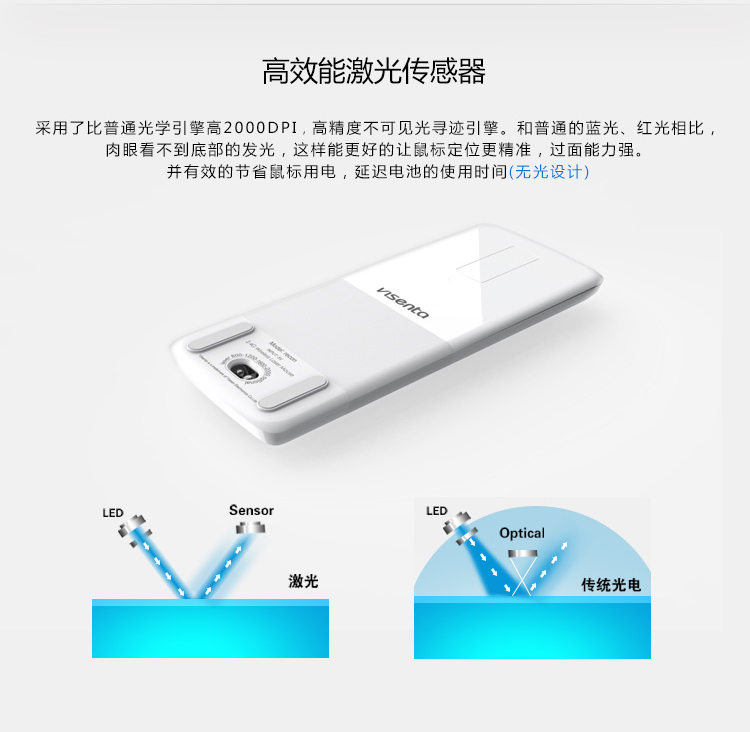 高效能激光传感器
采用了比普通光学引擎高2000DPI，高精度不可见光寻迹引擎。和普通的蓝光、红光相比，
肉眼看不到底部的发光，这样能更好的让鼠标定位更精准，过面能力强。
并有效的节省鼠标用电，延迟电池的使用时间(无光设计)
visenta
2.4G Wireless Laser Mouse
LED
Sensor
激光
LED
Optical
传统光电